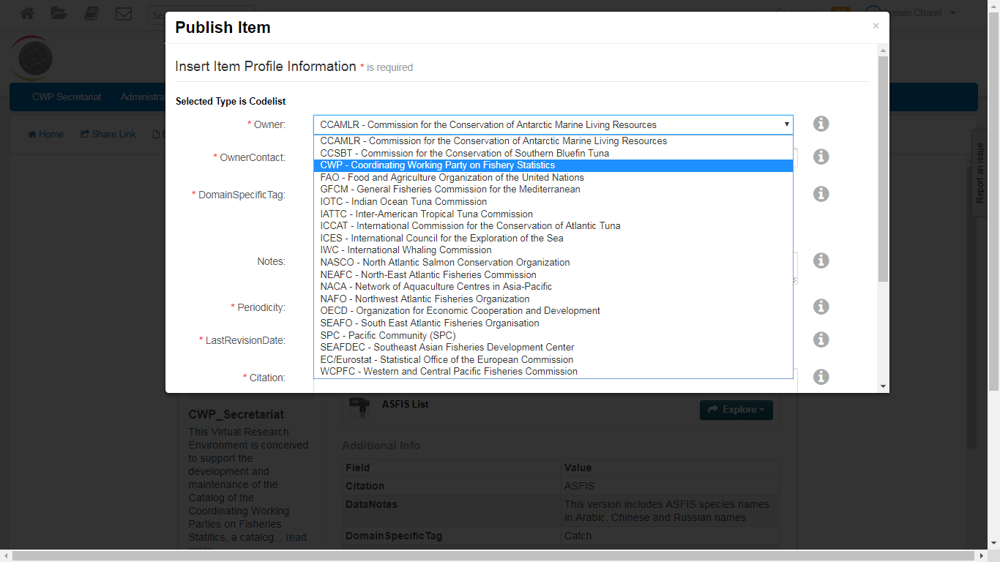 Publish Item
×
Aymen Charef
Insert Item Profile Information * is required
CWP Secretariat
Selected Type is Codelist
* Owner:
CCAMLR - Commission for the Conservation of Antarctic Marine Living Resources
Home
Share Link
CCAMLR - Commission for the Conservation of Antarctic Marine Living Resources
* OwnerContact:
CCSBT - Commission for the Conservation of Southern Bluefin Tuna
CWP - Coordinating Working Party on Fishery Statistics
Report an issue
FAO - Food and Agriculture Organization of the United Nations
* DomainSpecificTag:
GFCM - General Fisheries Commission for the Mediterranean
IOTC - Indian Ocean Tuna Commission
IATTC - Inter-American Tropical Tuna Commission
ICCAT - International Commission for the Conservation of Atlantic Tuna
ICES - International Council for the Exploration of the Sea
IWC - International Whaling Commission
Notes:
NASCO - North Atlantic Salmon Conservation Organization
NEAFC - North-East Atlantic Fisheries Commission
NACA - Network of Aquaculture Centres in Asia-Pacific
NAFO - Northwest Atlantic Fisheries Organization
* Periodicity:
OECD - Organization for Economic Cooperation and Development
SEAFO - South East Atlantic Fisheries Organisation
SPC - Pacific Community (SPC)
* LastRevisionDate:
SEAFDEC - Southeast Asian Fisheries Development Center
EC/Eurostat - Statistical Office of the European Commission
WCPFC - Western and Central Pacific Fisheries Commission
* Citation:
ASFIS List
Explore
CWP_Secretariat
This Virtual Research
Environment is conceived
to support the
development and
maintenance of the
Catalog of the
Coordinating Working
Parties on Fisheries
Statitics, a catalog... read
Additional Info
Field Value
Citation ASFIS
DataNotes This version includes ASFIS species names
in Arabic, Chinese and Russian names
DomainSpecificTag Catch